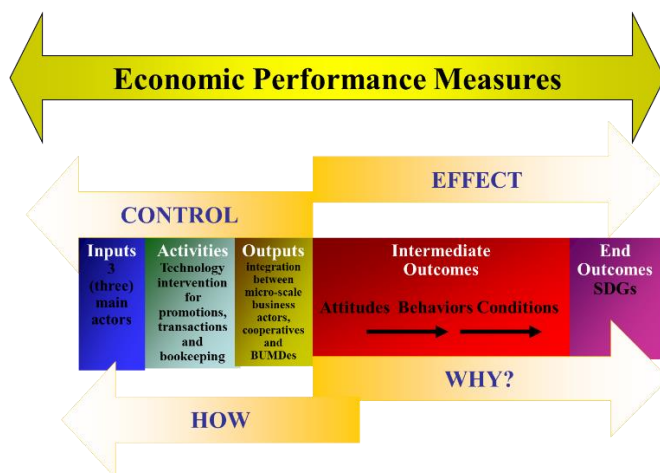 Economic Performance Measures
EFFECT
CONTROL
Inputs
3
(three)
main
actors
Activities
Technology
intervention
for
promotions,
transactions
and
bookeeping
Outputs
integration
between
micro-scale
business
actors,
cooperatives
and
BUMDes
Intermediate
Outcomes
Attitudes Behaviors Conditions
End
Outcomes
SDGs
WHY?
HOW